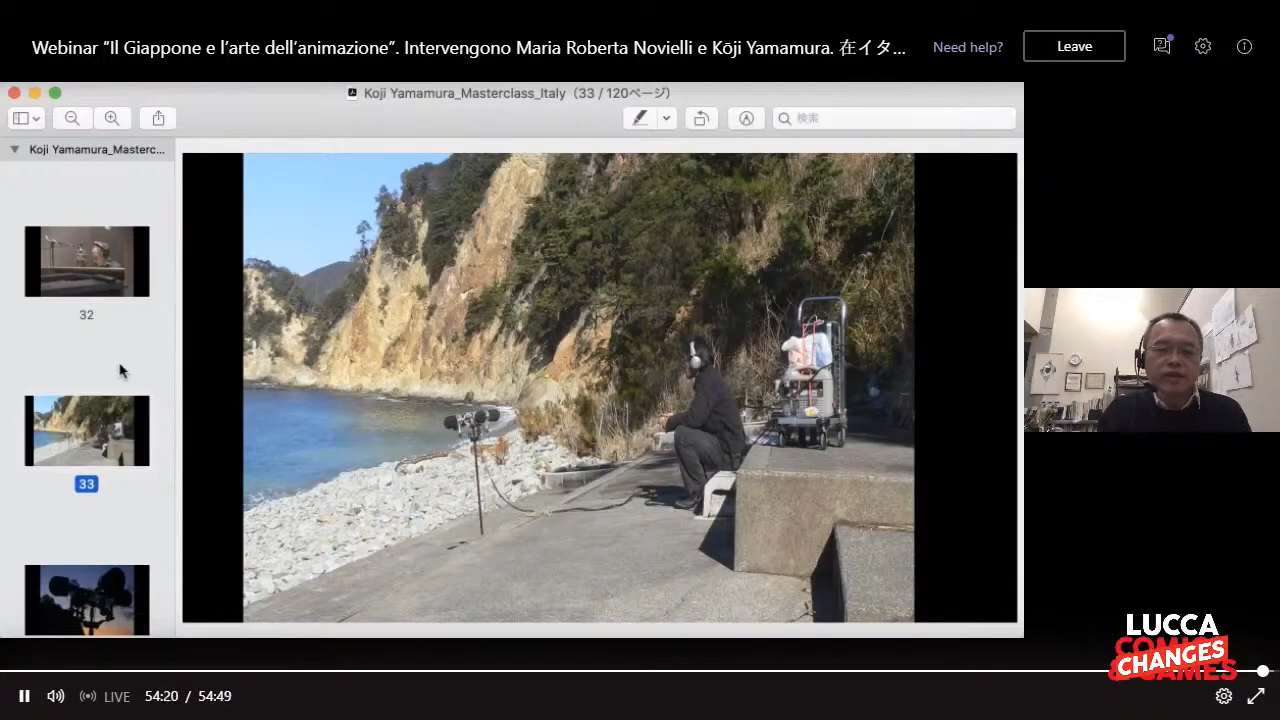 Webinar "Il Giappone e l'arte dell'animazione". Intervengono Maria Roberta Novielli e Kōji Yamamura. 在イタ...
Need help?
Leave
Koji Yamamura_Masterclass_Italy（33 / 120ページ）
検索
Koji Yamamura_Masterc...
32
33
LUCCA
COMICS
CHANGES
& GAMES
LIVE
54:20 / 54:49